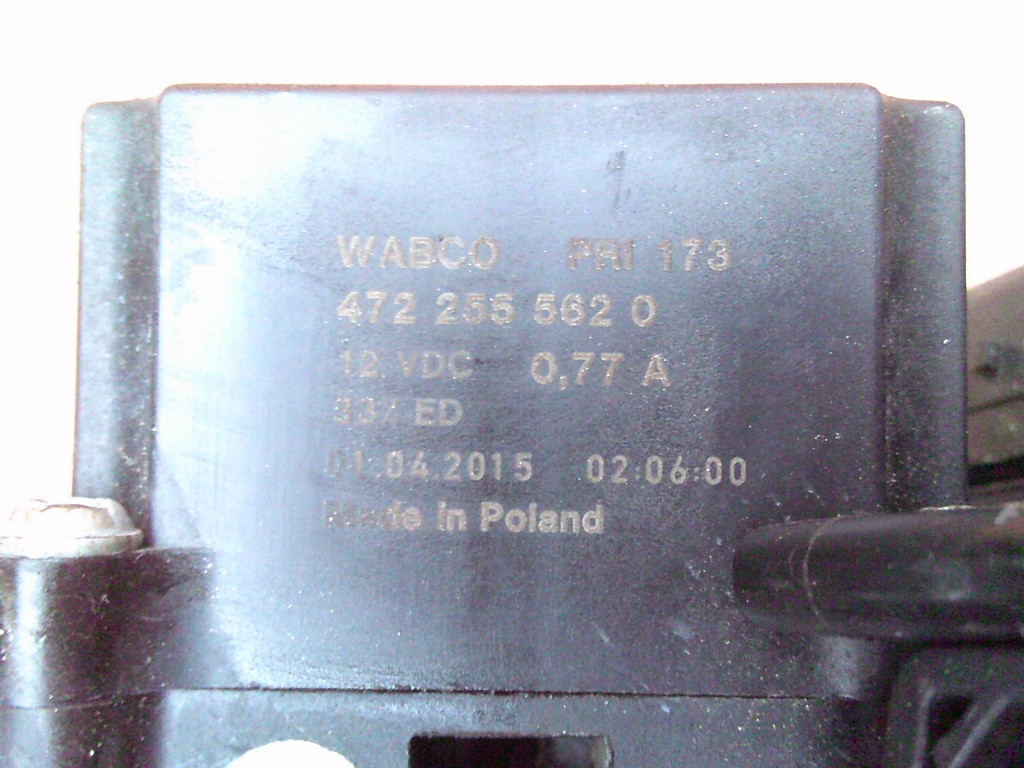 WABCO PRI 173
472 255 562 0
12 VDC 0,77 A
33% ED
01.04.2015 02:06:00
Made in Poland